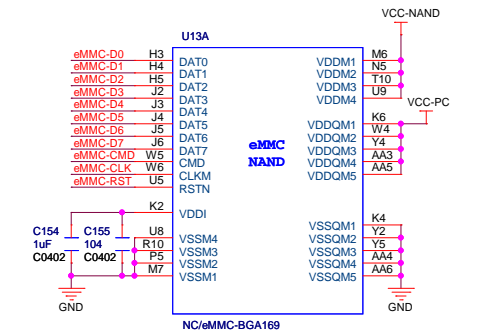 VCC-NAND
U13A
eMMC-D0 H3 DAT0 VDDM1 M6
eMMC-D1 H4 DAT1 VDDM2 N5
eMMC-D2 H5 DAT2 VDDM3 T10
eMMC-D3 J2 DAT3 VDDM4 U9
eMMC-D4 J3 DAT4
VCC-PC
eMMC-D5 J4 DAT5 VDDQM1 K6
eMMC-D6 J5 DAT6 VDDQM2 W4
eMMC-D7 J6 DAT7 VDDQM3 Y4
eMMC-CMD W5 CMD VDDQM4 AA3
eMMC-CLK W6 CLKM VDDQM5 AA5
eMMC-RST U5 RSTN
eMMC
NAND
K2 VDDI
VSSQM1 K4
C154 C155 U8 VSSM4 VSSQM2 Y2
1uF 104 R10 VSSM3 VSSQM3 Y5
C0402 C0402 P5 VSSM2 VSSQM4 AA4
M7 VSSM1 VSSQM5 AA6
GND GND
NC/eMMC-BGA169